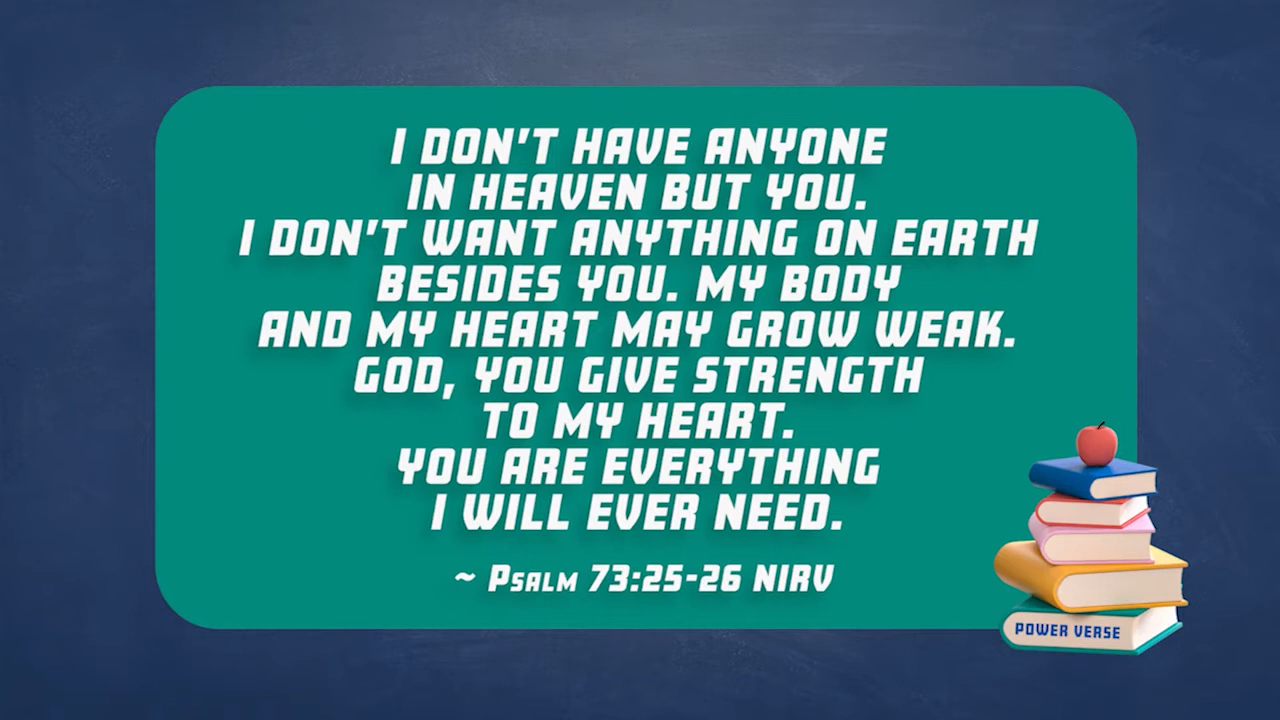 I DON'T HAVE ANYONE
IN HEAVEN BUT YOU.
I DON'T WANT ANYTHING ON EARTH
BESIDES YOU. MY BODY
AND MY HEART MAY GROW WEAK.
GOD, YOU GIVE STRENGTH
TO MY HEART.
YOU ARE EVERYTHING
I WILL EVER NEED.
~ PSALM 73:25-26 NIRV
POWER VERSE